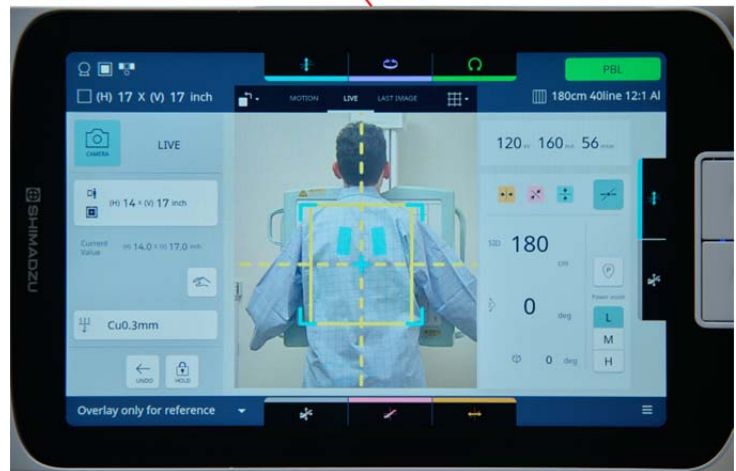 PBL
(H) 17 X (V) 17 inch
MOTION LIVE LAST IMAGE
180cm 40line 12:1 Al
CAMERA
LIVE
120 160 56
(H) 14 x (V) 17 inch
Current Value (H) 14.0 X (V) 17.0 inch
SID 180 cm
P
Power assist
0 deg
L
M
H
0 deg
Cu0.3mm
UNDO
HOLD
Overlay only for reference
SHIMADZU